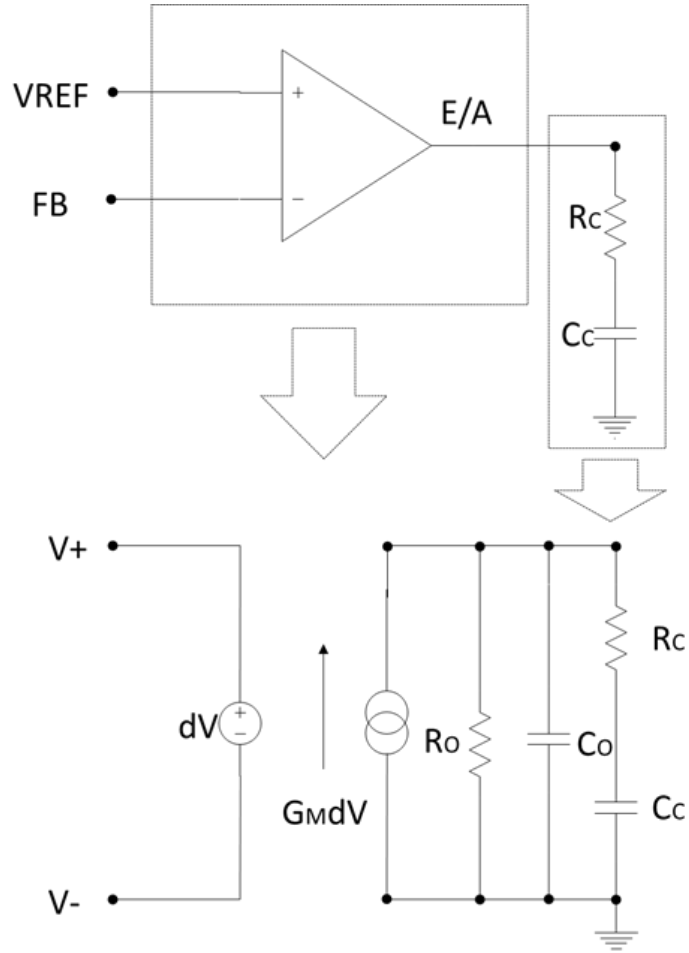 VREF
+
E/A
FB
−
RC
CC
V+
dV
+
−
GMdV
RO
CO
RC
CC
V-